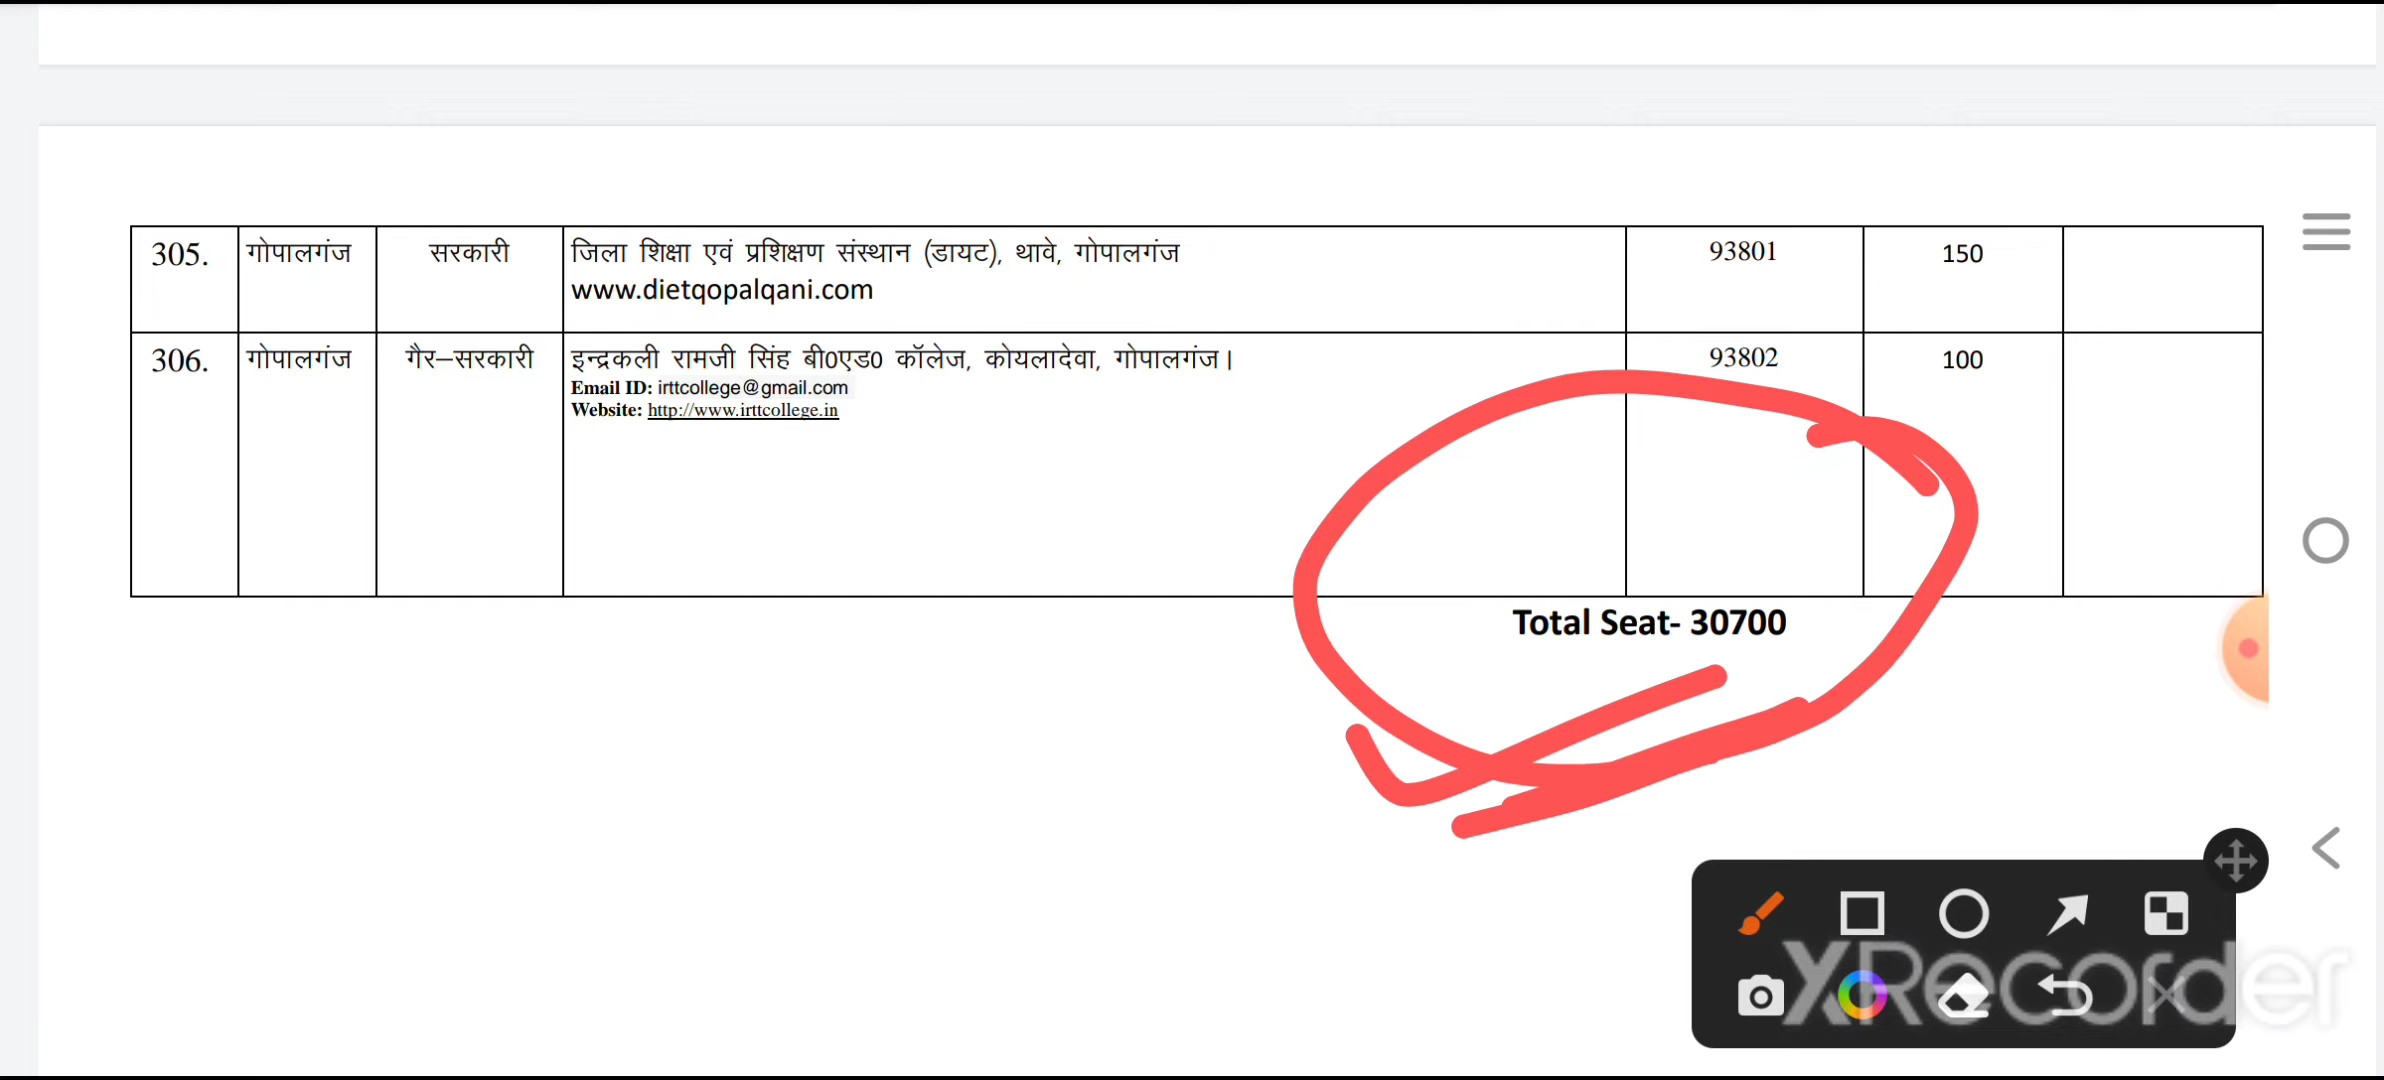 305. गोपालगंज सरकारी जिला शिक्षा एवं प्रशिक्षण संस्थान (डायट), थावे, गोपालगंज 93801 150
www.dietqopalqani.com
306. गोपालगंज गैर–सरकारी इन्द्रकली रामजी सिंह बी0एड0 कॉलेज, कोयलादेवा, गोपालगंज। 93802 100
Email ID: irttcollege@gmail.com
Website: http://www.irttcollege.in
Total Seat- 30700
XRecorder